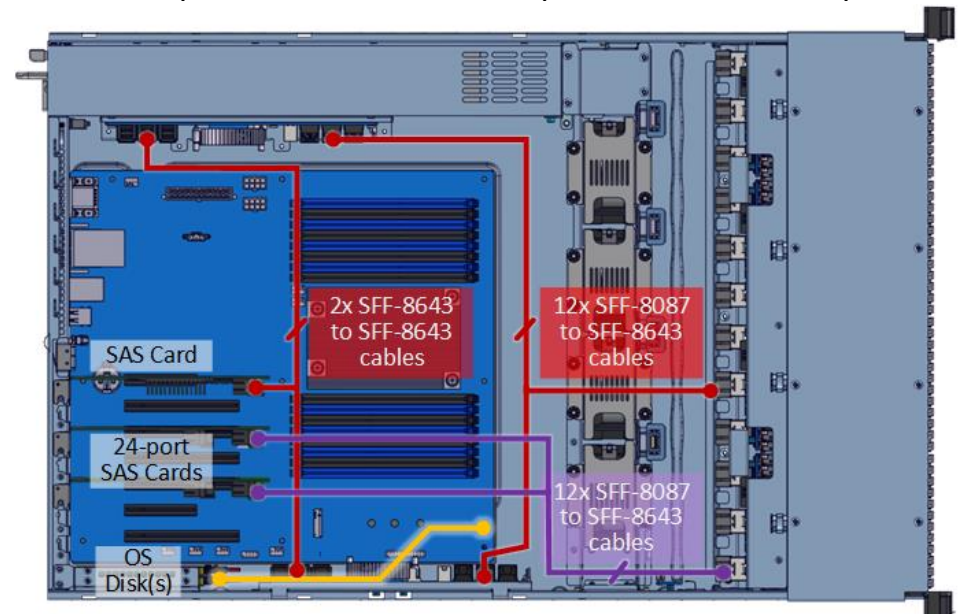 2x SFF-8643
to SFF-8643
cables
12x SFF-8087
to SFF-8643
cables
SAS Card
24-port
SAS Cards
12x SFF-8087
to SFF-8643
cables
OS
Disk(s)